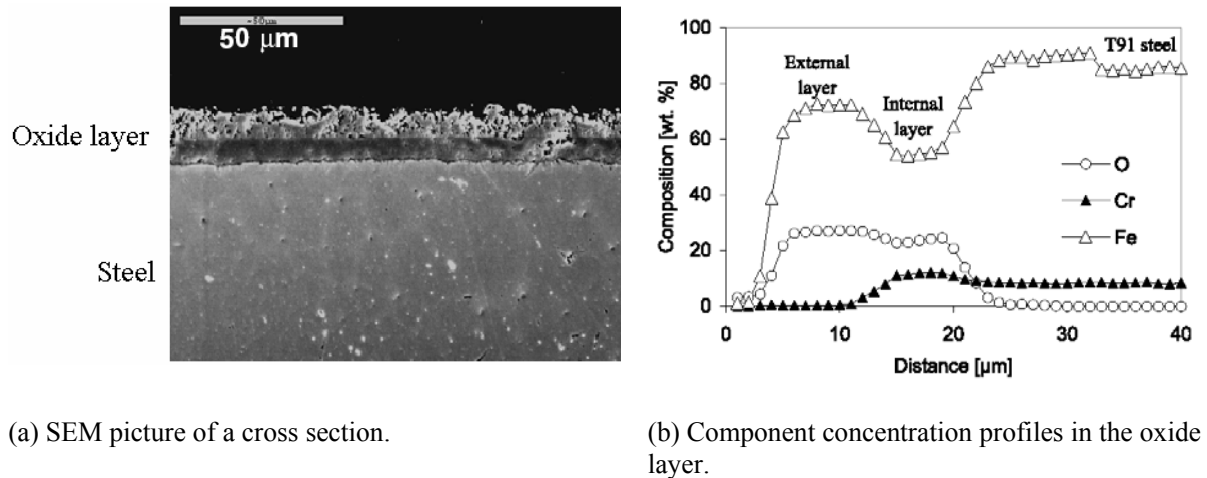 50µm
50 µm
Oxide layer
Steel
100
80
60
40
20
0
Composition [wt. %]
External
layer
Internal
layer
T91 steel
O
Cr
Fe
0 10 20 30 40
Distance [µm]
(a) SEM picture of a cross section.
(b) Component concentration profiles in the oxide
layer.